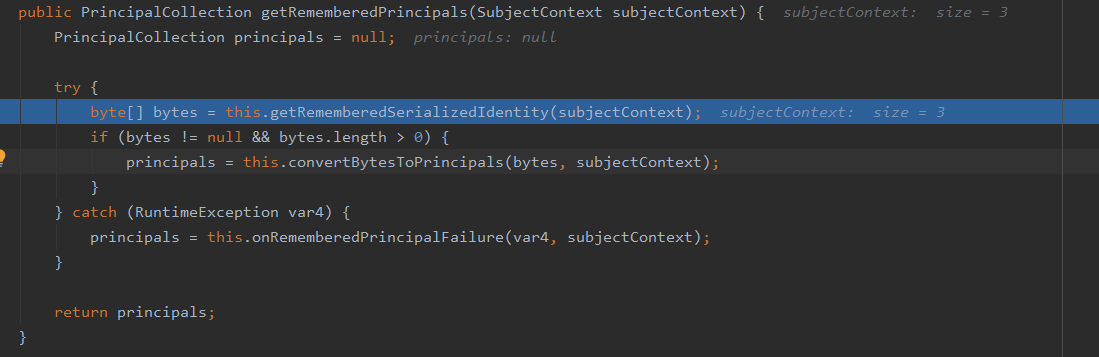 public PrincipalCollection getRememberedPrincipals(SubjectContext subjectContext) {  subjectContext:  size = 3
    PrincipalCollection principals = null;  principals: null
    try {
        byte[] bytes = this.getRememberedSerializedIdentity(subjectContext);  subjectContext:  size = 3
        if (bytes != null && bytes.length > 0) {
            principals = this.convertBytesToPrincipals(bytes, subjectContext);
        }
    } catch (RuntimeException var4) {
        principals = this.onRememberedPrincipalFailure(var4, subjectContext);
    }
    return principals;
}